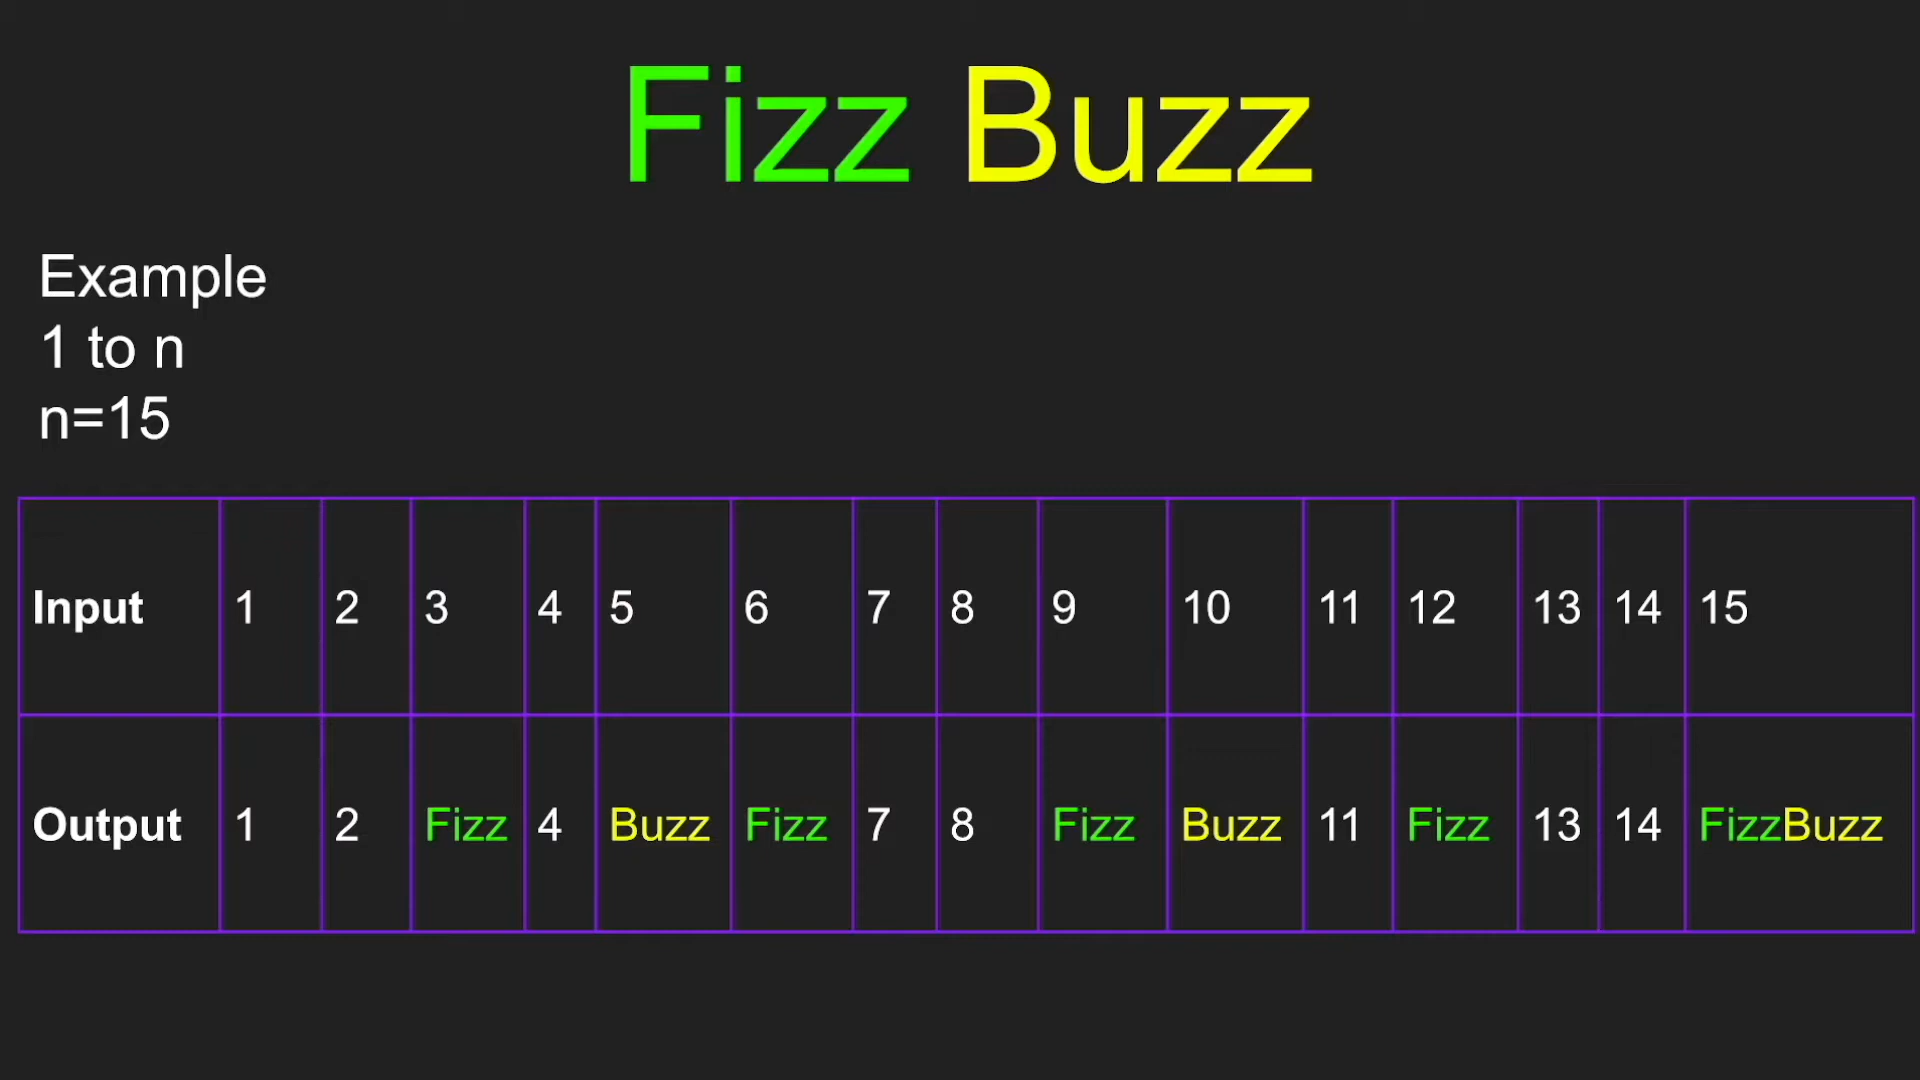 Fizz Buzz
Example
1 to n
n=15
Input 1 2 3 4 5 6 7 8 9 10 11 12 13 14 15
Output 1 2 Fizz 4 Buzz Fizz 7 8 Fizz Buzz 11 Fizz 13 14 FizzBuzz